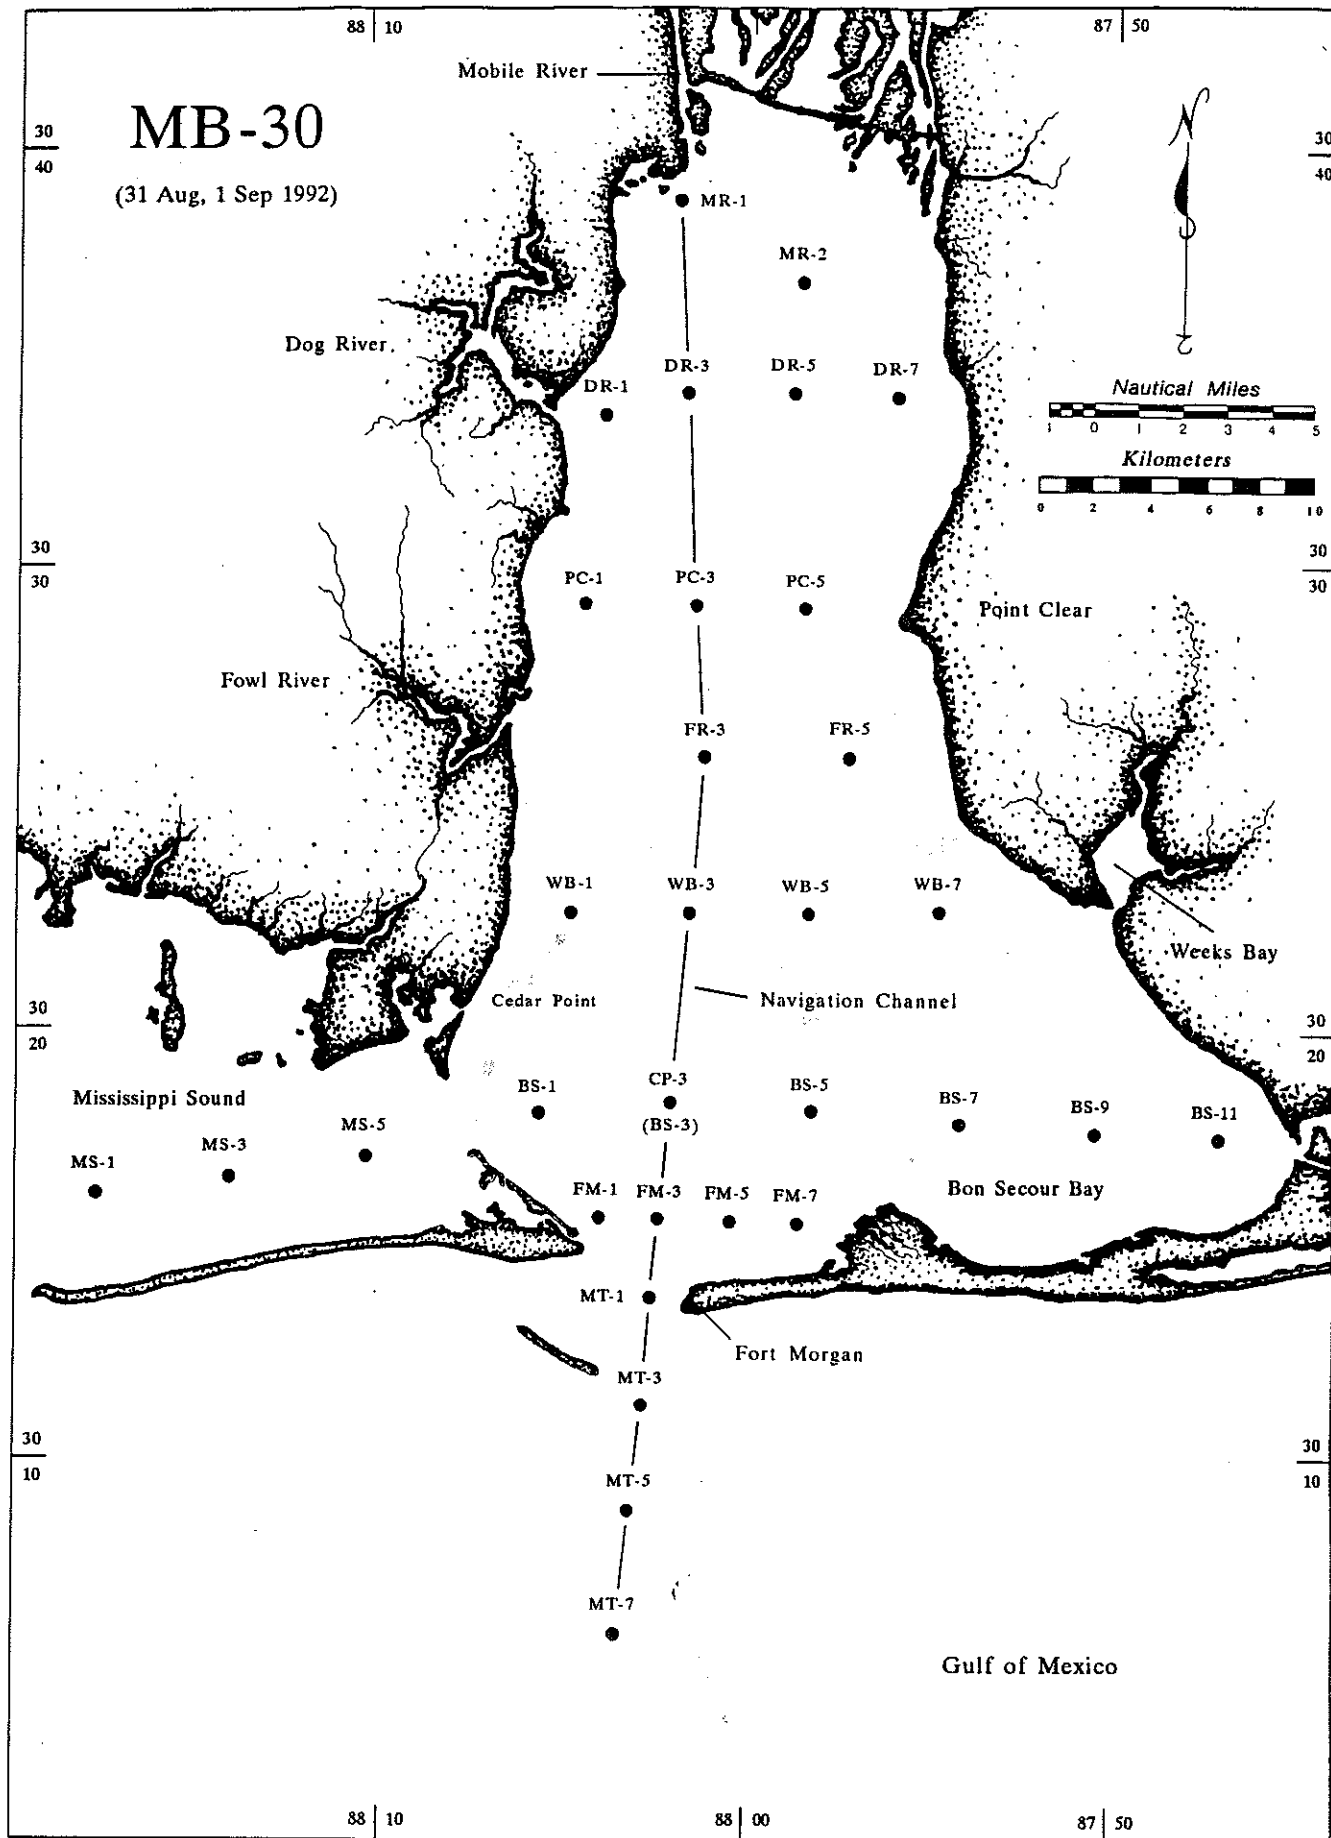 88 10
87 50
Mobile River
MB-30
(31 Aug, 1 Sep 1992)
30
40
30
40
N
MR-1
MR-2
Dog River
DR-1
DR-3
DR-5
DR-7
Nautical Miles
1 0 1 2 3 4 5
Kilometers
0 2 4 6 8 10
30
30
30
30
PC-1
PC-3
PC-5
Point Clear
Fowl River
FR-3
FR-5
WB-1
WB-3
WB-5
WB-7
Weeks Bay
Cedar Point
Navigation Channel
30
20
30
20
Mississippi Sound
BS-1
CP-3
(BS-3)
BS-5
BS-7
BS-9
BS-11
MS-1
MS-3
MS-5
FM-1
FM-3
FM-5
FM-7
Bon Secour Bay
MT-1
Fort Morgan
MT-3
30
10
30
10
MT-5
MT-7
Gulf of Mexico
88 10
88 00
87 50